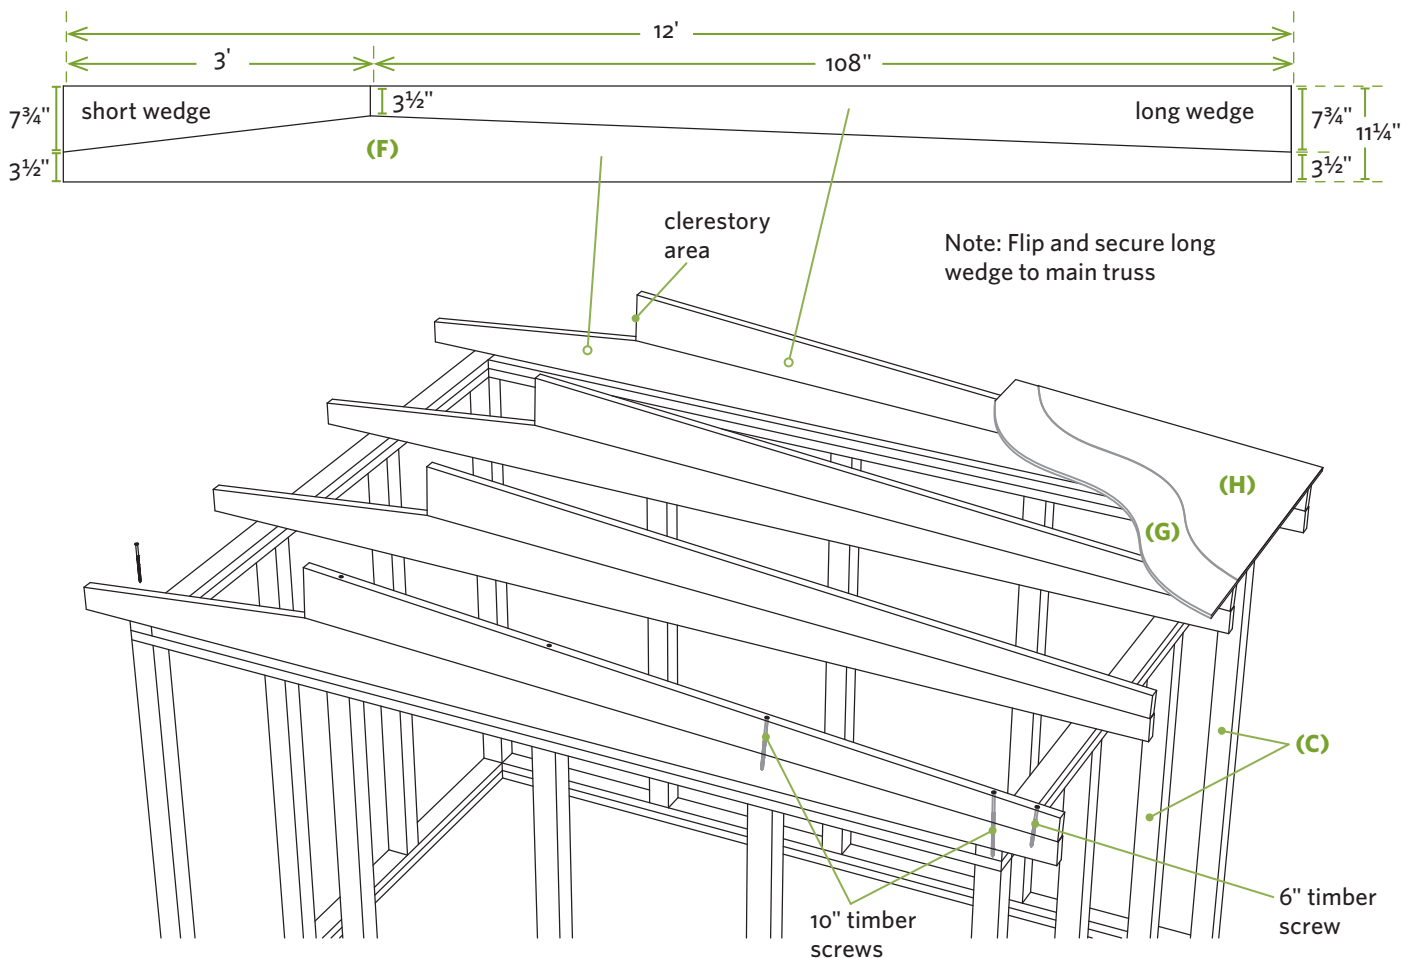 12'
3'
108"
7¾"
short wedge
3½"
long wedge
7¾"
11¼"
3½"
(F)
3½"
clerestory
area
Note: Flip and secure long
wedge to main truss
(H)
(G)
(C)
10" timber
screws
6" timber
screw